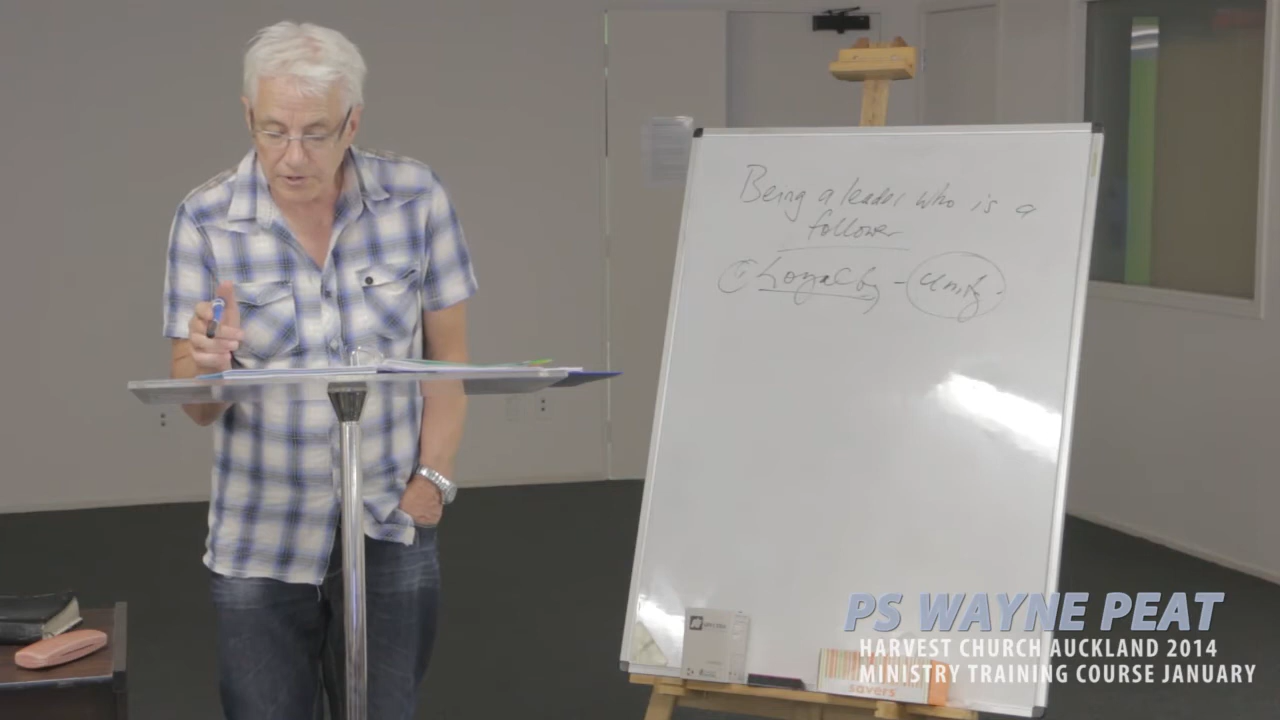 Being a leader who is a
follower
① Loyalty - Unity
savers
PS WAYNE PEAT
HARVEST CHURCH AUCKLAND 2014
MINISTRY TRAINING COURSE JANUARY